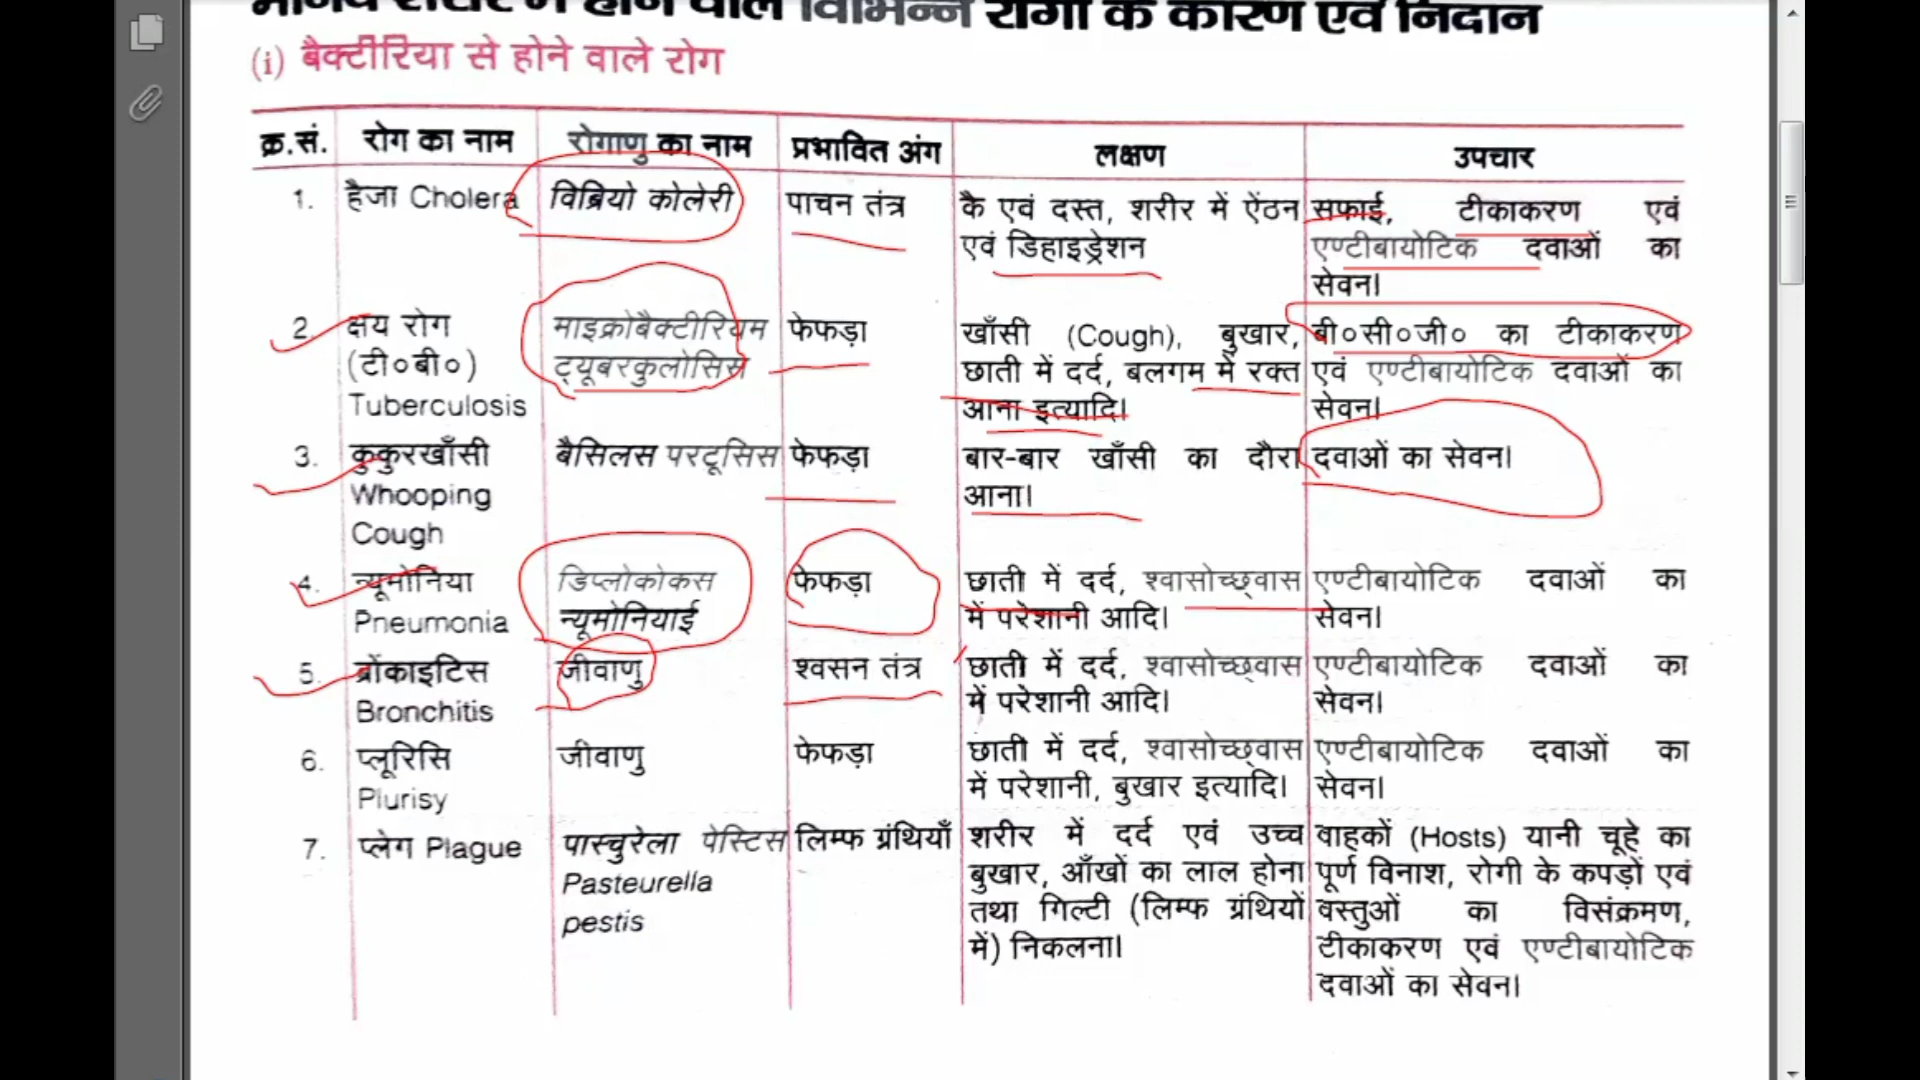 मानव शरीर में होने वाले विभिन्न रोगों के कारण एवं निदान
(i) बैक्टीरिया से होने वाले रोग
क्र.सं. रोग का नाम रोगाणु का नाम प्रभावित अंग लक्षण उपचार
1. हैजा Cholera विब्रियो कोलेरी पाचन तंत्र कै एवं दस्त, शरीर में ऐंठन सफाई, टीकाकरण एवं
एवं डिहाइड्रेशन एण्टीबायोटिक दवाओं का
सेवन।
2. क्षय रोग माइक्रोबैक्टीरियम फेफड़ा खाँसी (Cough), बुखार, बी०सी०जी० का टीकाकरण
(टी०बी०) ट्यूबरकुलोसिस छाती में दर्द, बलगम में रक्त एवं एण्टीबायोटिक दवाओं का
Tuberculosis आना इत्यादि। सेवन।
3. कुकुरखाँसी बैसिलस परटूसिस फेफड़ा बार-बार खाँसी का दौरा दवाओं का सेवन।
Whooping आना।
Cough
4. न्यूमोनिया डिप्लोकोकस फेफड़ा छाती में दर्द, श्वासोच्छ्वास एण्टीबायोटिक दवाओं का
Pneumonia न्यूमोनियाई में परेशानी आदि। सेवन।
5. ब्रोंकाइटिस जीवाणु श्वसन तंत्र छाती में दर्द, श्वासोच्छ्वास एण्टीबायोटिक दवाओं का
Bronchitis में परेशानी आदि। सेवन।
6. प्लूरिसि जीवाणु फेफड़ा छाती में दर्द, श्वासोच्छ्वास एण्टीबायोटिक दवाओं का
Plurisy में परेशानी, बुखार इत्यादि। सेवन।
7. प्लेग Plague पास्चुरेला पेस्टिस लिम्फ ग्रंथियाँ शरीर में दर्द एवं उच्च वाहकों (Hosts) यानी चूहे का
Pasteurella बुखार, आँखों का लाल होना पूर्ण विनाश, रोगी के कपड़ों एवं
pestis तथा गिल्टी (लिम्फ ग्रंथियों वस्तुओं का विसंक्रमण,
में) निकलना। टीकाकरण एवं एण्टीबायोटिक
दवाओं का सेवन।